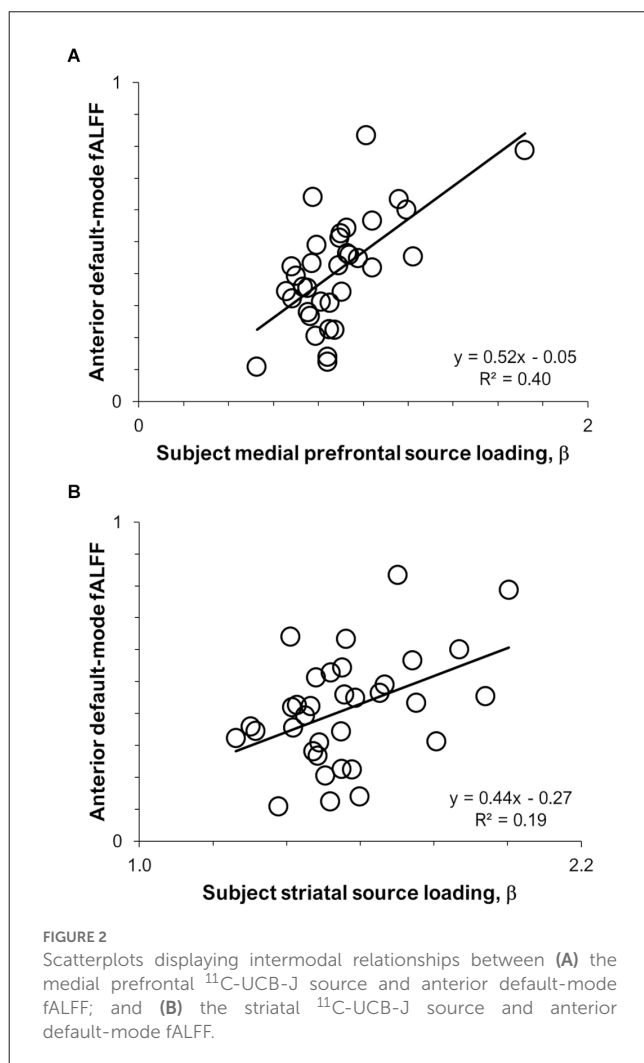 A
1
Anterior default-mode fALFF
y = 0.52x - 0.05
R² = 0.40
0
0
2
Subject medial prefrontal source loading, β
B
1
Anterior default-mode fALFF
y = 0.44x - 0.27
R² = 0.19
0
1.0
2.2
Subject striatal source loading, β
FIGURE 2
Scatterplots displaying intermodal relationships between (A) the
medial prefrontal ¹¹C-UCB-J source and anterior default-mode
fALFF; and (B) the striatal ¹¹C-UCB-J source and anterior
default-mode fALFF.